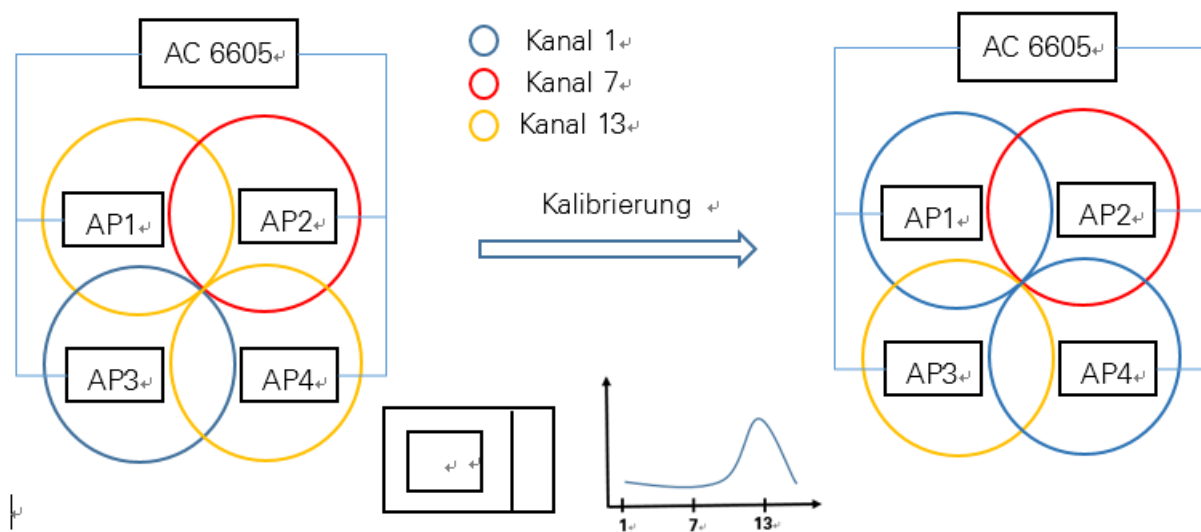 AC 6605
Kanal 1
Kanal 7
Kanal 13
AP1
AP2
AP3
AP4
Kalibrierung
1
7
13
AC 6605
AP1
AP2
AP3
AP4